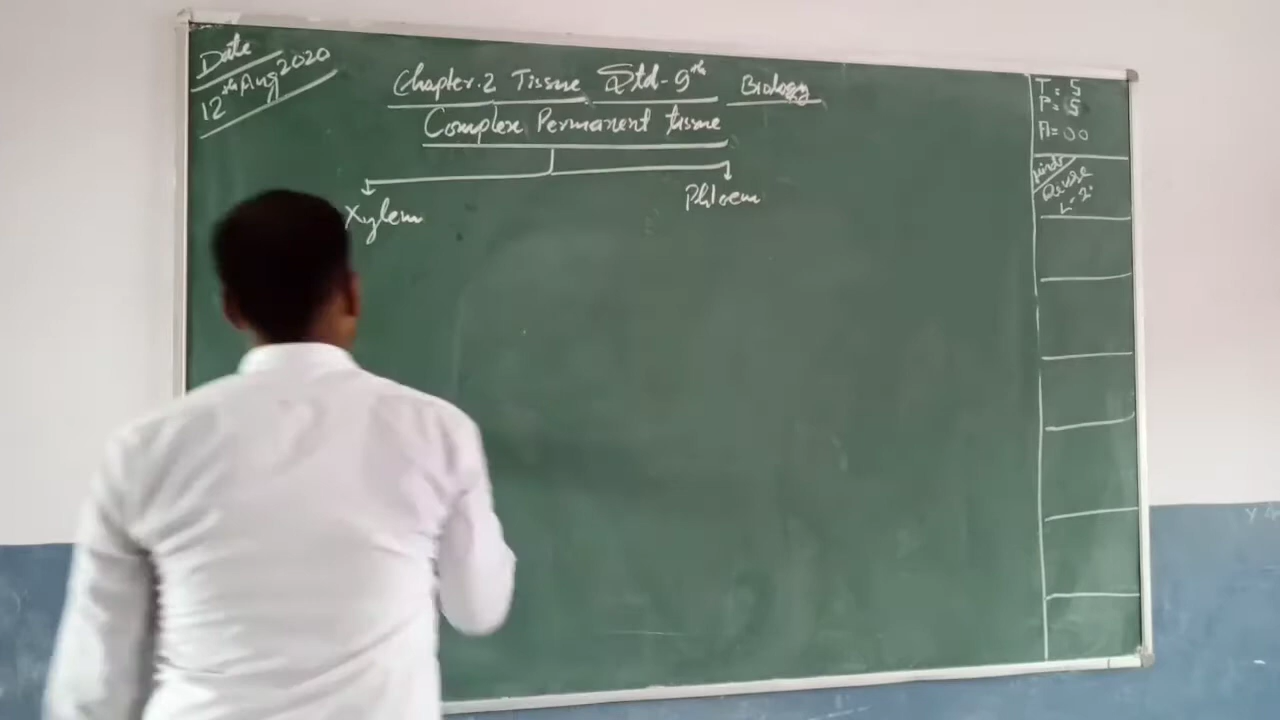 Date
12th Aug 2020
Chapter.2 Tissue Std-9th Biology
Complex Permanent tissue
Xylem
Phloem
T= 5
P= 5
A= 00
Hindi
Revise
L-2